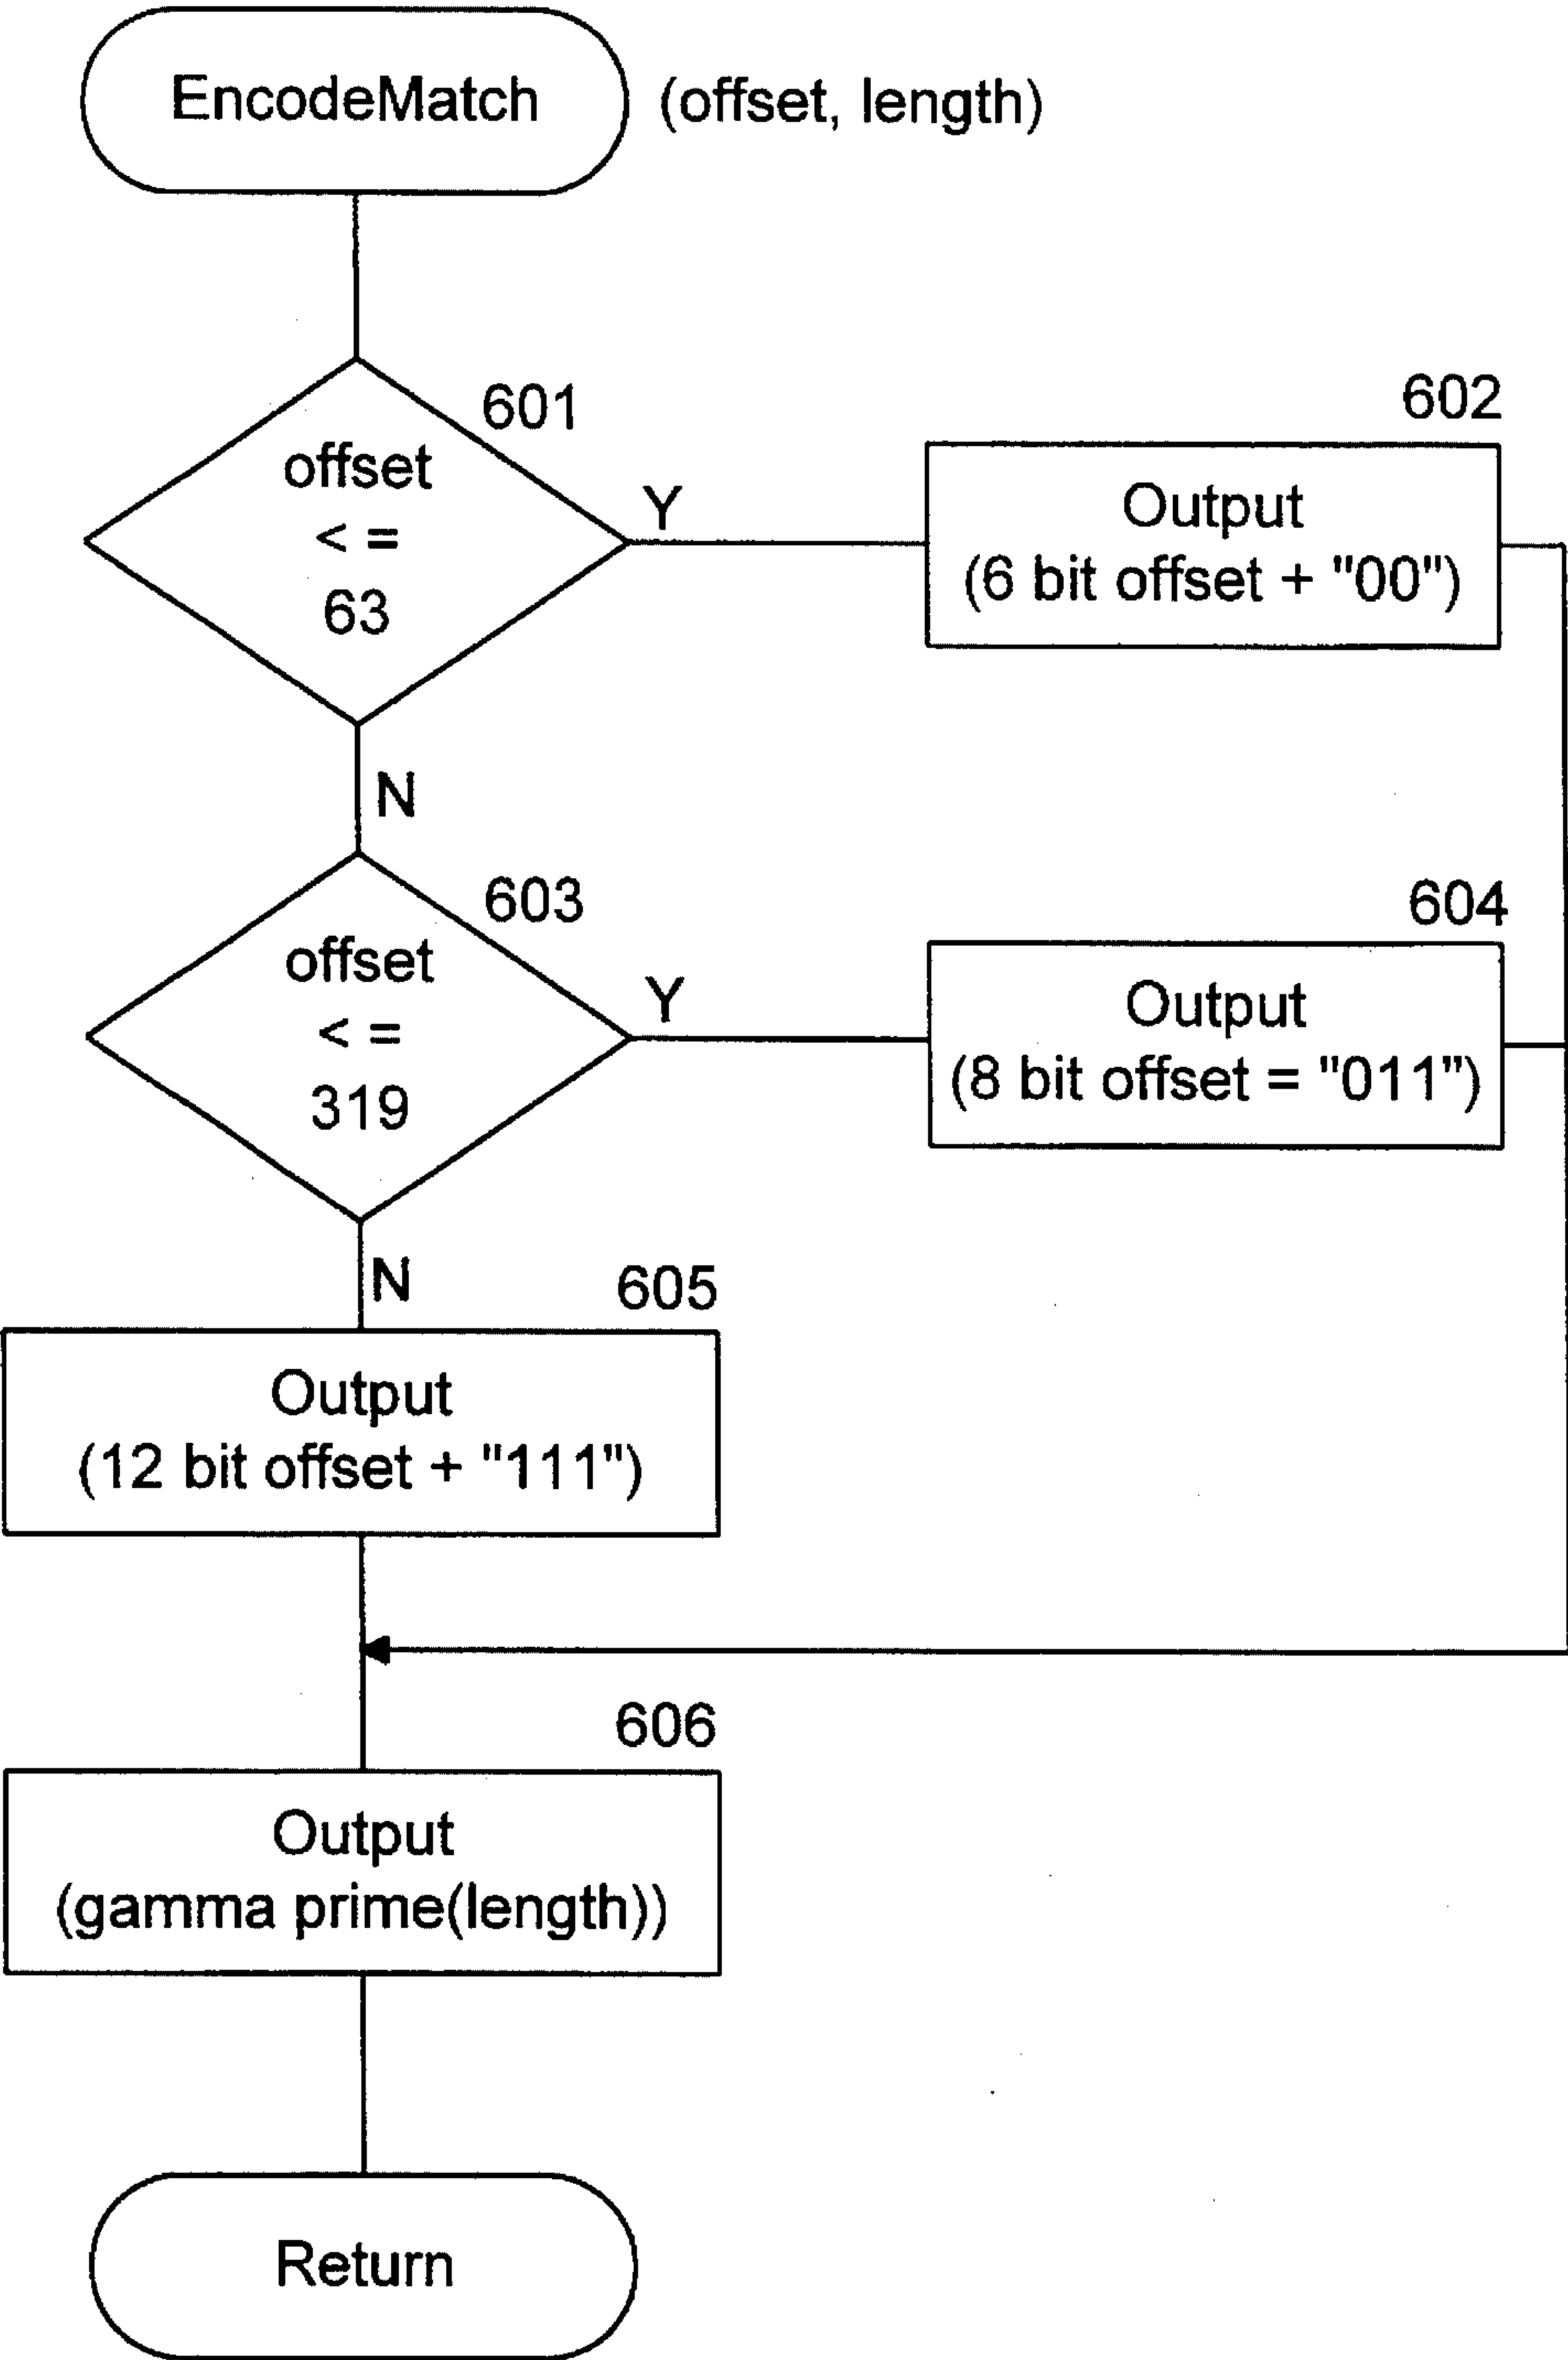 EncodeMatch (offset, length)
601
offset
< =
63
Y
602
Output
(6 bit offset + "00")
N
603
offset
< =
319
Y
604
Output
(8 bit offset = "011")
N
605
Output
(12 bit offset + "111")
606
Output
(gamma prime(length))
Return